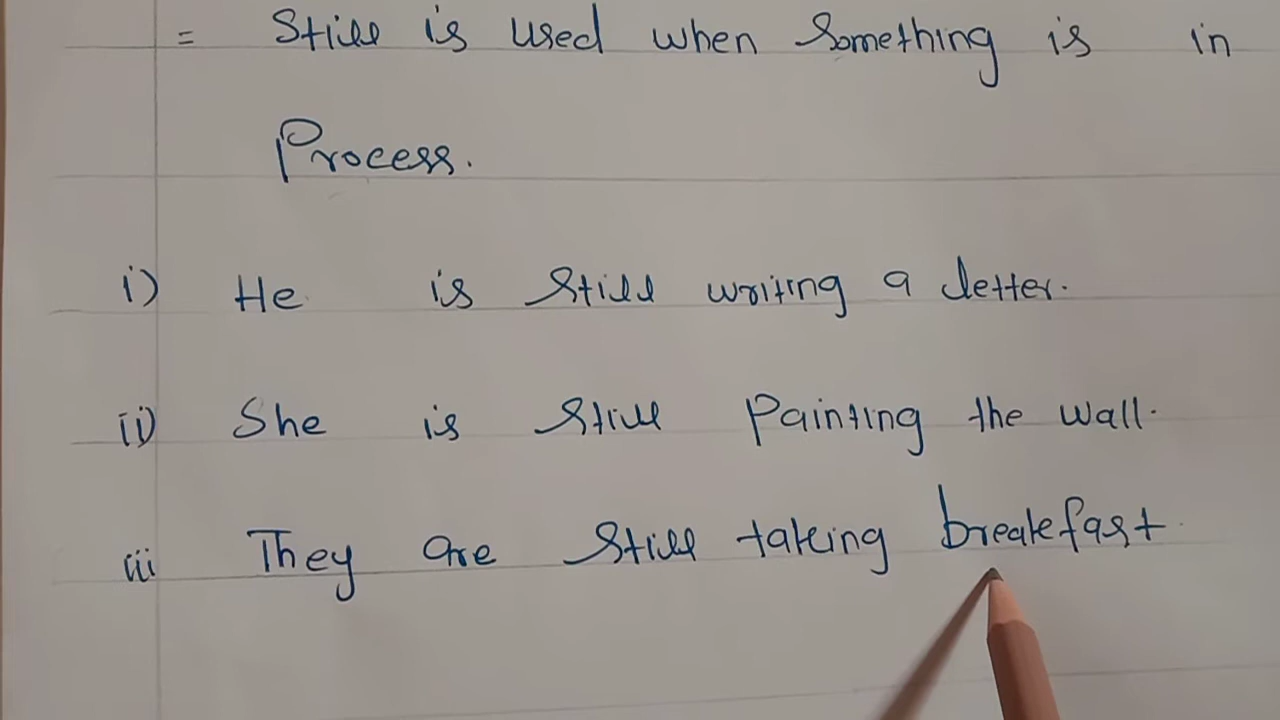 = Still is used when something is in
Process.
i) He is still writing a letter.
ii) She is still Painting the wall.
iii They are still taking breakfast.